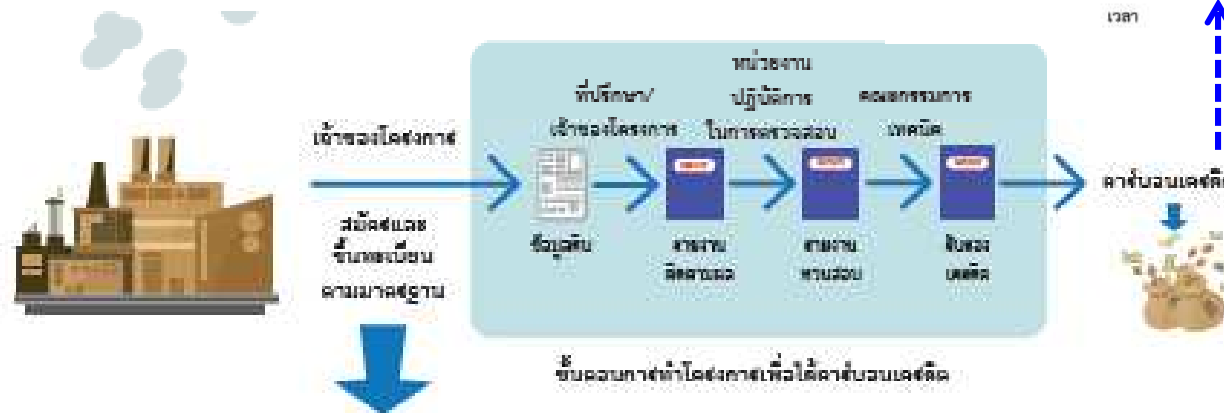 เวลา
หน่วยงาน
ที่ปรึกษา/
ปฏิบัติการ
คณะกรรมการ
เจ้าของโครงการ
เจ้าของโครงการ
ในการตรวจสอบ
เทคนิค
คาร์บอนเครดิต
สมัครและ
ขึ้นทะเบียน
ตามมาตรฐาน
ข้อมูลดิบ
รายงาน
ติดตามผล
รายงาน
ทวนสอบ
รับรอง
เครดิต
ขั้นตอนการทำโครงการเพื่อให้ได้คาร์บอนเครดิต